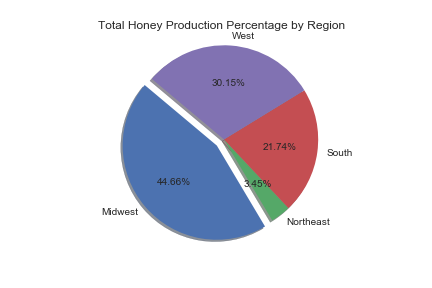 Total Honey Production Percentage by Region
West
30.15%
21.74%
South
44.66%
3.45%
Midwest
Northeast